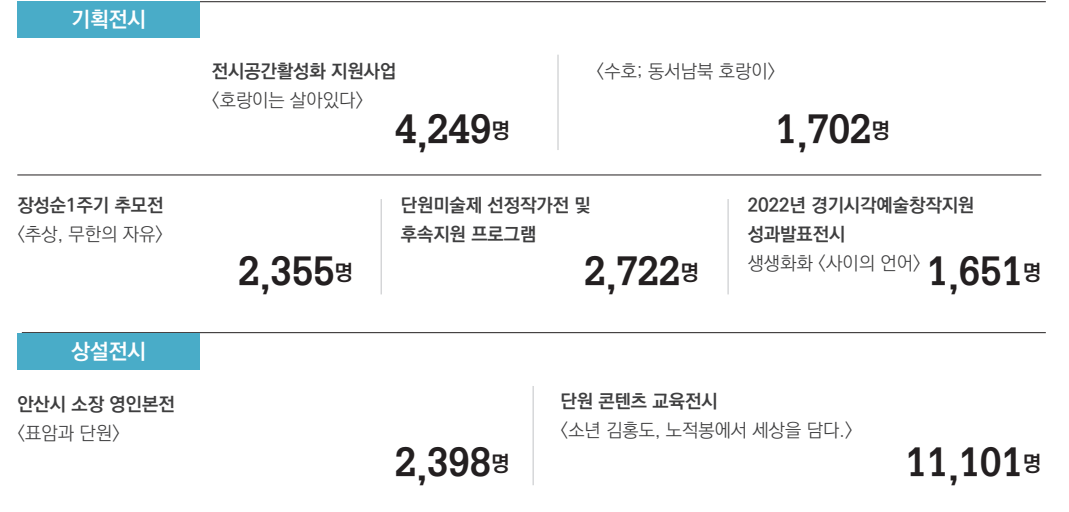 기획전시
전시공간활성화 지원사업
〈호랑이는 살아있다〉
4,249명
〈수호; 동서남북 호랑이〉
1,702명
장성순1주기 추모전
〈추상, 무한의 자유〉
2,355명
단원미술제 선정작가전 및
후속지원 프로그램
2,722명
2022년 경기시각예술창작지원
성과발표전시
생생화화 〈사이의 언어〉
1,651명
상설전시
안산시 소장 영인본전
〈표암과 단원〉
2,398명
단원 콘텐츠 교육전시
〈소년 김홍도, 노적봉에서 세상을 담다.〉
11,101명